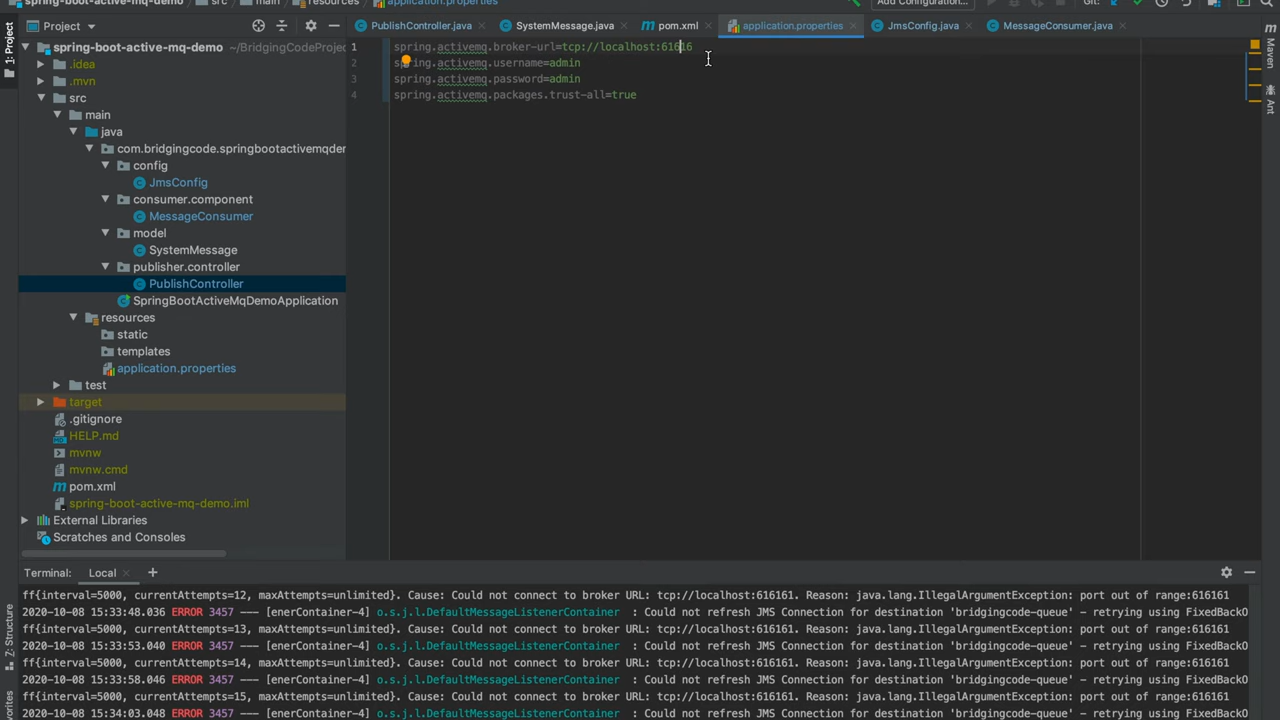 spring-boot-active-mq-demo src main resources application.properties Add Configuration... Git:
1: Project
Project
PublishController.java SystemMessage.java pom.xml application.properties JmsConfig.java MessageConsumer.java
Maven
Ant
spring-boot-active-mq-demo ~/BridgingCodeProjec
.idea
.mvn
src
main
java
com.bridgingcode.springbootactivemqdem
config
JmsConfig
consumer.component
MessageConsumer
model
SystemMessage
publisher.controller
PublishController
SpringBootActiveMqDemoApplication
resources
static
templates
application.properties
test
target
.gitignore
HELP.md
mvnw
mvnw.cmd
pom.xml
spring-boot-active-mq-demo.iml
External Libraries
Scratches and Consoles
1 spring.activemq.broker-url=tcp://localhost:61616
2 spring.activemq.username=admin
3 spring.activemq.password=admin
4 spring.activemq.packages.trust-all=true
Terminal: Local
Z: Structure
vorites
ff{interval=5000, currentAttempts=12, maxAttempts=unlimited}. Cause: Could not connect to broker URL: tcp://localhost:616161. Reason: java.lang.IllegalArgumentException: port out of range:616161
2020-10-08 15:33:48.036 ERROR 3457 --- [enerContainer-4] o.s.j.l.DefaultMessageListenerContainer : Could not refresh JMS Connection for destination 'bridgingcode-queue' - retrying using FixedBackO
ff{interval=5000, currentAttempts=13, maxAttempts=unlimited}. Cause: Could not connect to broker URL: tcp://localhost:616161. Reason: java.lang.IllegalArgumentException: port out of range:616161
2020-10-08 15:33:53.040 ERROR 3457 --- [enerContainer-4] o.s.j.l.DefaultMessageListenerContainer : Could not refresh JMS Connection for destination 'bridgingcode-queue' - retrying using FixedBackO
ff{interval=5000, currentAttempts=14, maxAttempts=unlimited}. Cause: Could not connect to broker URL: tcp://localhost:616161. Reason: java.lang.IllegalArgumentException: port out of range:616161
2020-10-08 15:33:58.046 ERROR 3457 --- [enerContainer-4] o.s.j.l.DefaultMessageListenerContainer : Could not refresh JMS Connection for destination 'bridgingcode-queue' - retrying using FixedBackO
ff{interval=5000, currentAttempts=15, maxAttempts=unlimited}. Cause: Could not connect to broker URL: tcp://localhost:616161. Reason: java.lang.IllegalArgumentException: port out of range:616161
2020-10-08 15:34:03.048 ERROR 3457 --- [enerContainer-4] o.s.j.l.DefaultMessageListenerContainer : Could not refresh JMS Connection for destination 'bridgingcode-queue' - retrying using FixedBackO